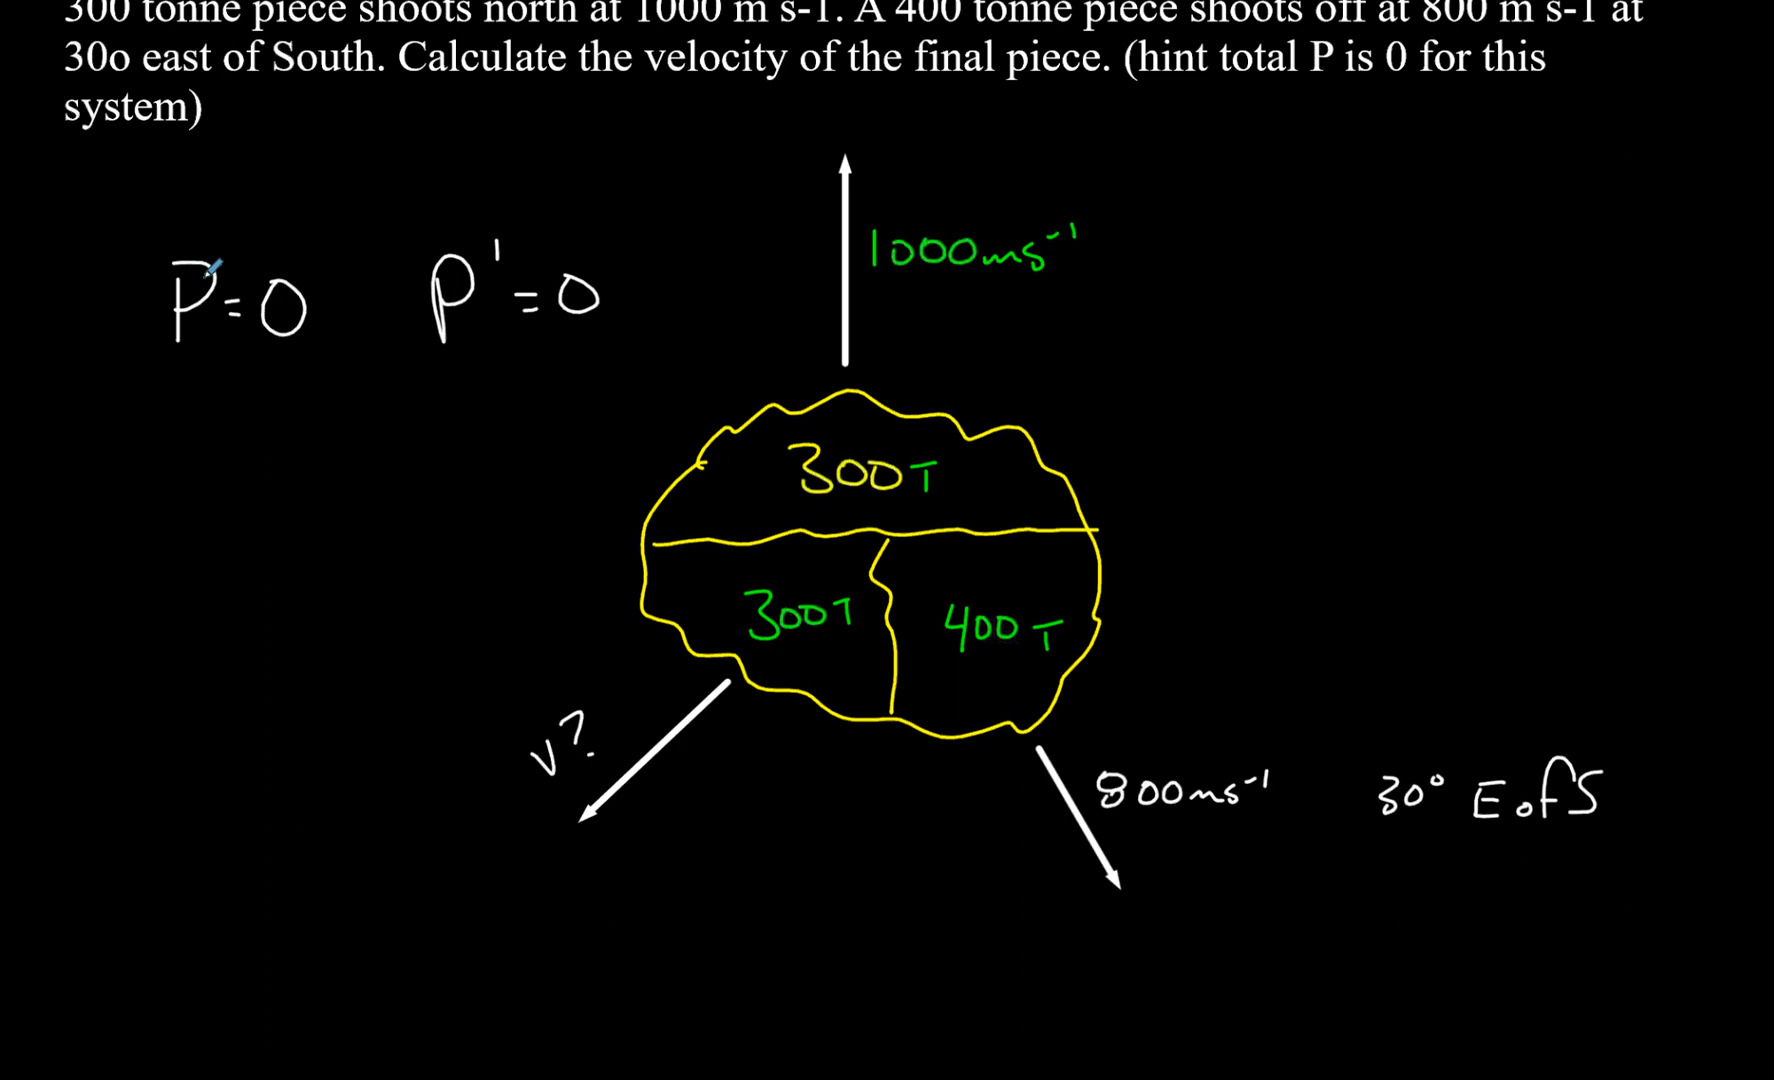 300 tonne piece shoots north at 1000 m s-1. A 400 tonne piece shoots off at 800 m s-1 at
30o east of South. Calculate the velocity of the final piece. (hint total P is 0 for this
system)
1000ms⁻¹
P=0 P'=0
300T
300T 400T
v?
800ms⁻¹ 30° E of S